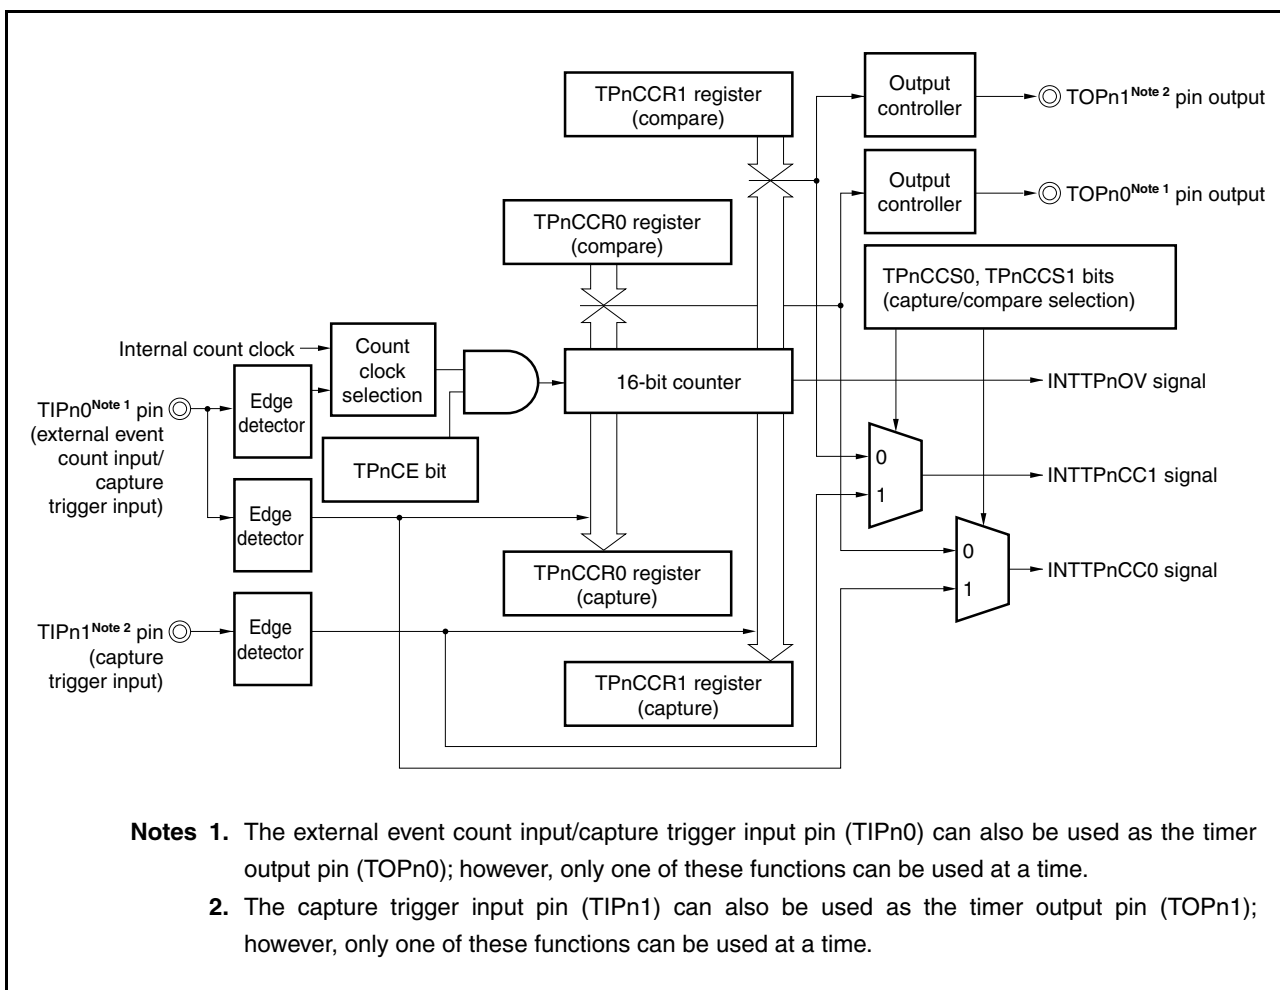 TPnCCR1 register
(compare)
Output
controller
TOPn1Note 2 pin output
Output
controller
TOPn0Note 1 pin output
TPnCCR0 register
(compare)
TPnCCS0, TPnCCS1 bits
(capture/compare selection)
Internal count clock
Count
clock
selection
16-bit counter
INTTPnOV signal
TIPn0Note 1 pin
(external event
count input/
capture
trigger input)
Edge
detector
TPnCE bit
0
1
INTTPnCC1 signal
Edge
detector
TPnCCR0 register
(capture)
0
1
INTTPnCC0 signal
TIPn1Note 2 pin
(capture
trigger input)
Edge
detector
TPnCCR1 register
(capture)
Notes 1. The external event count input/capture trigger input pin (TIPn0) can also be used as the timer
output pin (TOPn0); however, only one of these functions can be used at a time.
2. The capture trigger input pin (TIPn1) can also be used as the timer output pin (TOPn1);
however, only one of these functions can be used at a time.